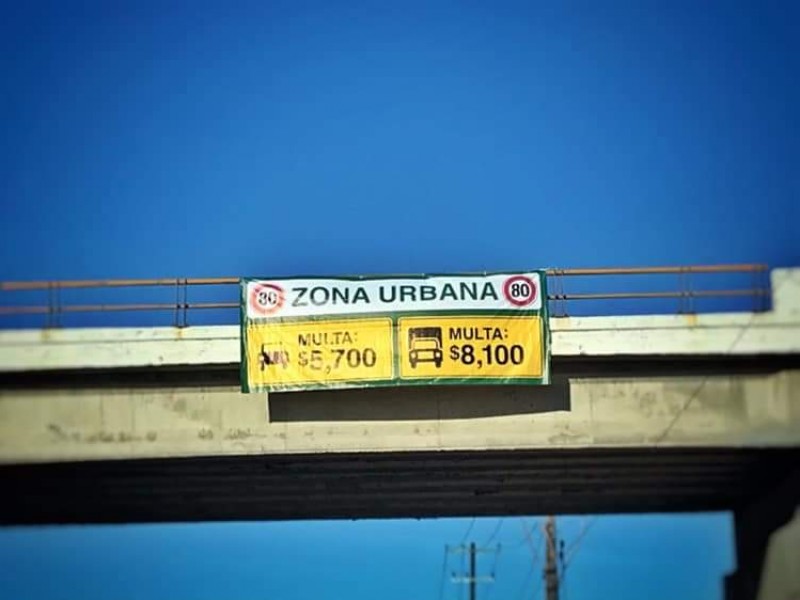 80 ZONA URBANA 80
MULTA: 
$5,700
MULTA:
$8,100